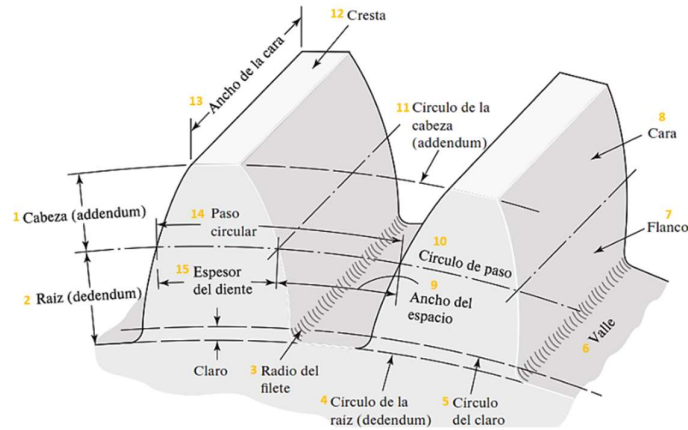 12 Cresta
13 Ancho de la cara
11 Circulo de la
cabeza
(addendum)
8
Cara
1 Cabeza (addendum)
14 Paso
circular
7
Flanco
10
Círculo de paso
15 Espesor
del diente
9
Ancho del
espacio
2 Raiz (dedendum)
6
Valle
Claro
3 Radio del
filete
4 Circulo de la
raiz (dedendum)
5 Circulo
del claro